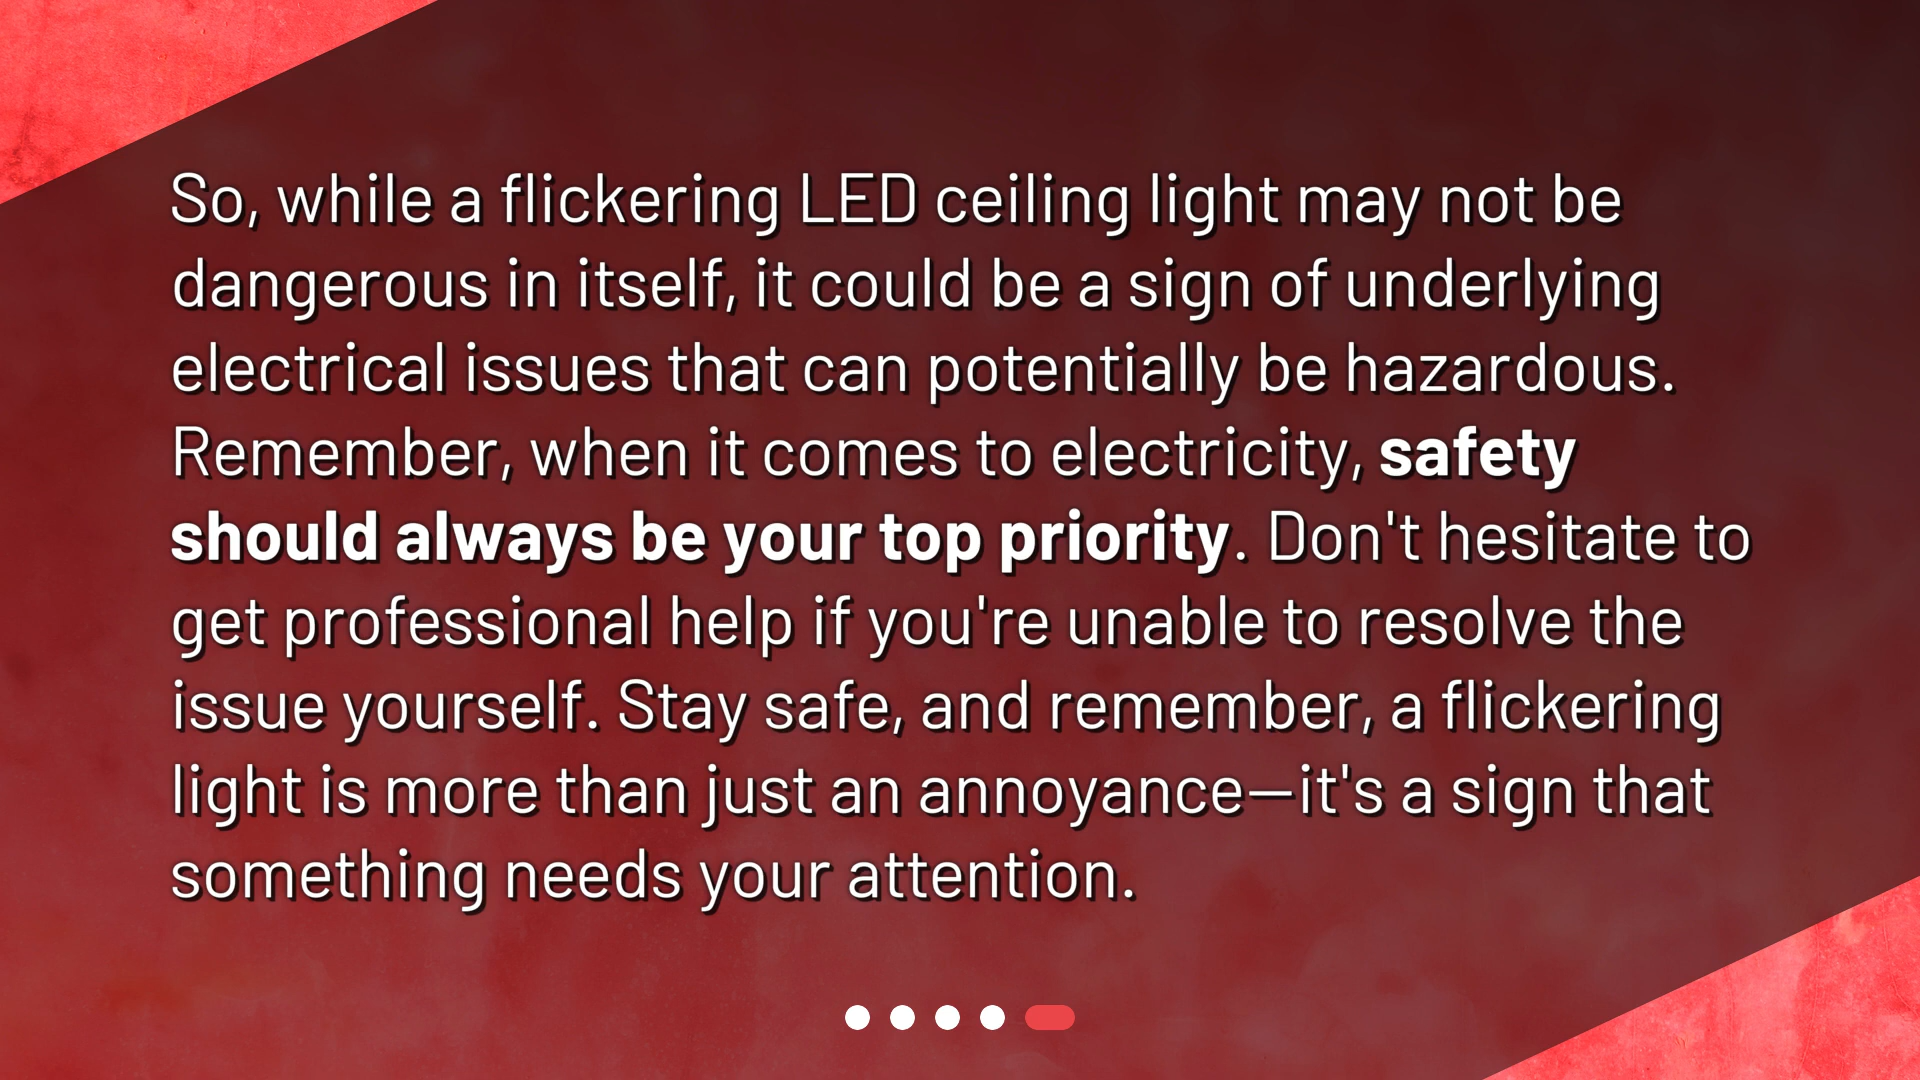 So, while a flickering LED ceiling light may not be
dangerous in itself, it could be a sign of underlying
electrical issues that can potentially be hazardous.
Remember, when it comes to electricity, safety
should always be your top priority. Don't hesitate to
get professional help if you're unable to resolve the
issue yourself. Stay safe, and remember, a flickering
light is more than just an annoyance—it's a sign that
something needs your attention.